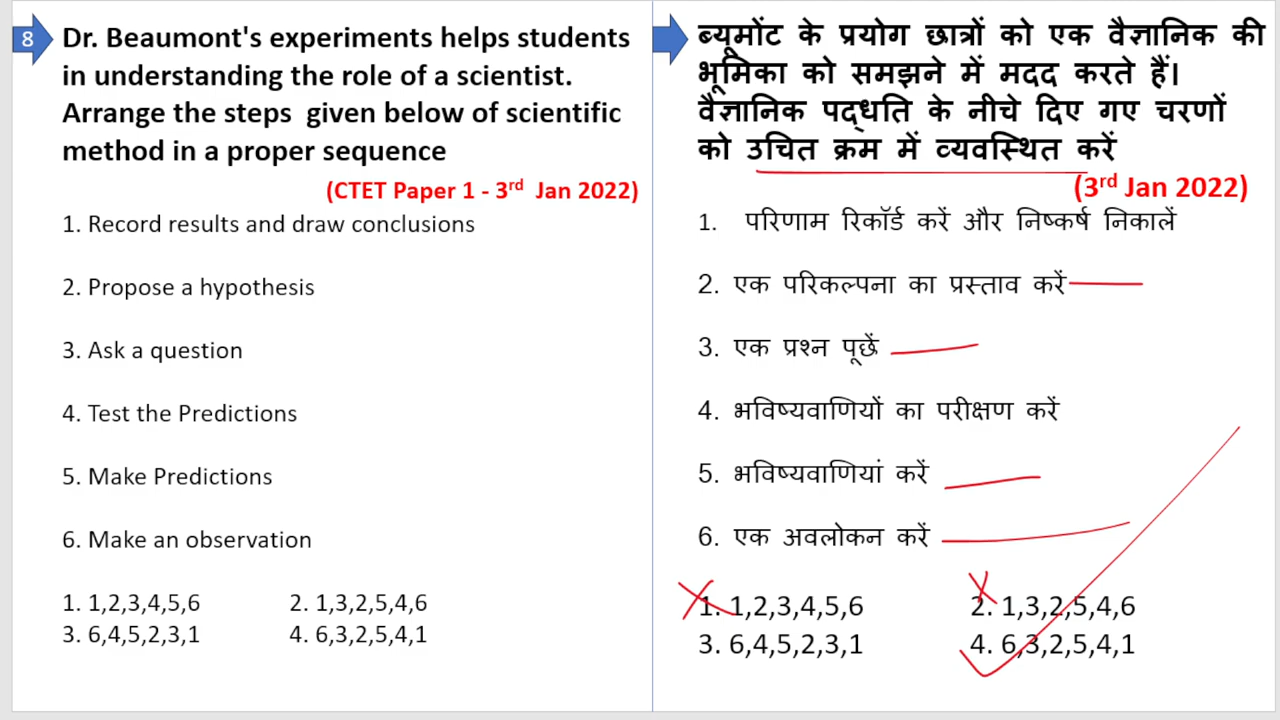 8
Dr. Beaumont's experiments helps students
in understanding the role of a scientist.
Arrange the steps given below of scientific
method in a proper sequence
(CTET Paper 1 - 3rd Jan 2022)
1. Record results and draw conclusions
2. Propose a hypothesis
3. Ask a question
4. Test the Predictions
5. Make Predictions
6. Make an observation
1. 1,2,3,4,5,6 2. 1,3,2,5,4,6
3. 6,4,5,2,3,1 4. 6,3,2,5,4,1
ब्यूमोंट के प्रयोग छात्रों को एक वैज्ञानिक की
भूमिका को समझने में मदद करते हैं।
वैज्ञानिक पद्धति के नीचे दिए गए चरणों
को उचित क्रम में व्यवस्थित करें
(3rd Jan 2022)
1. परिणाम रिकॉर्ड करें और निष्कर्ष निकालें
2. एक परिकल्पना का प्रस्ताव करें
3. एक प्रश्न पूछें
4. भविष्यवाणियों का परीक्षण करें
5. भविष्यवाणियां करें
6. एक अवलोकन करें
1. 1,2,3,4,5,6 2. 1,3,2,5,4,6
3. 6,4,5,2,3,1 4. 6,3,2,5,4,1